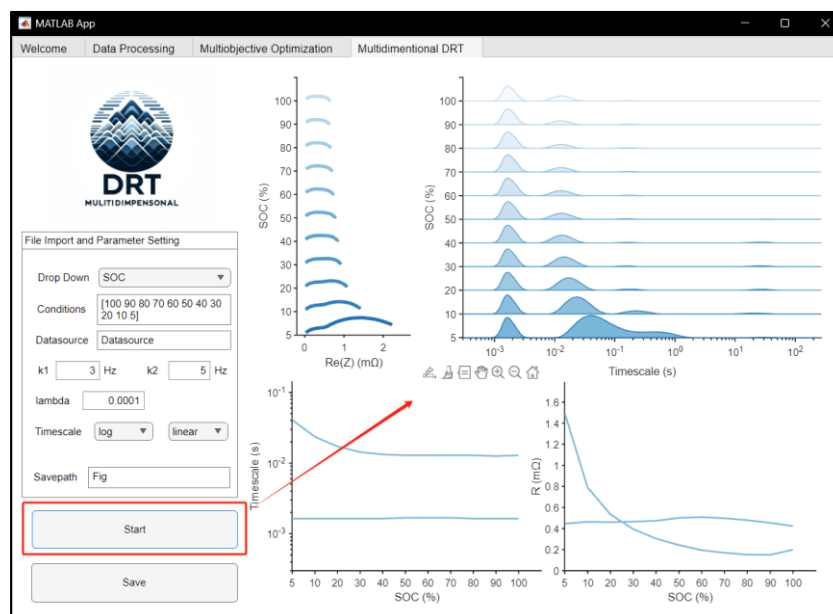 MATLAB App
Welcome
Data Processing
Multiobjective Optimization
Multidimentional DRT
DRT
MULITIDIMPENSONAL
File Import and Parameter Setting
Drop Down SOC
Conditions [100 90 80 70 60 50 40 30
20 10 5]
Datasource Datasource
k1 3 Hz k2 5 Hz
lambda 0.0001
Timescale log linear
Savepath Fig
Start
Save
SOC (%)
100
90
80
70
60
50
40
30
20
10
5
0 1 2
Re(Z) (mΩ)
SOC (%)
100
90
80
70
60
50
40
30
20
10
5
10-3 10-2 10-1 100 101 102
Timescale (s)
Timescale (s)
10-1
10-2
10-3
5 10 20 30 40 50 60 70 80 90 100
SOC (%)
R (mΩ)
1.6
1.4
1.2
1
0.8
0.6
0.4
0.2
0
5 10 20 30 40 50 60 70 80 90 100
SOC (%)